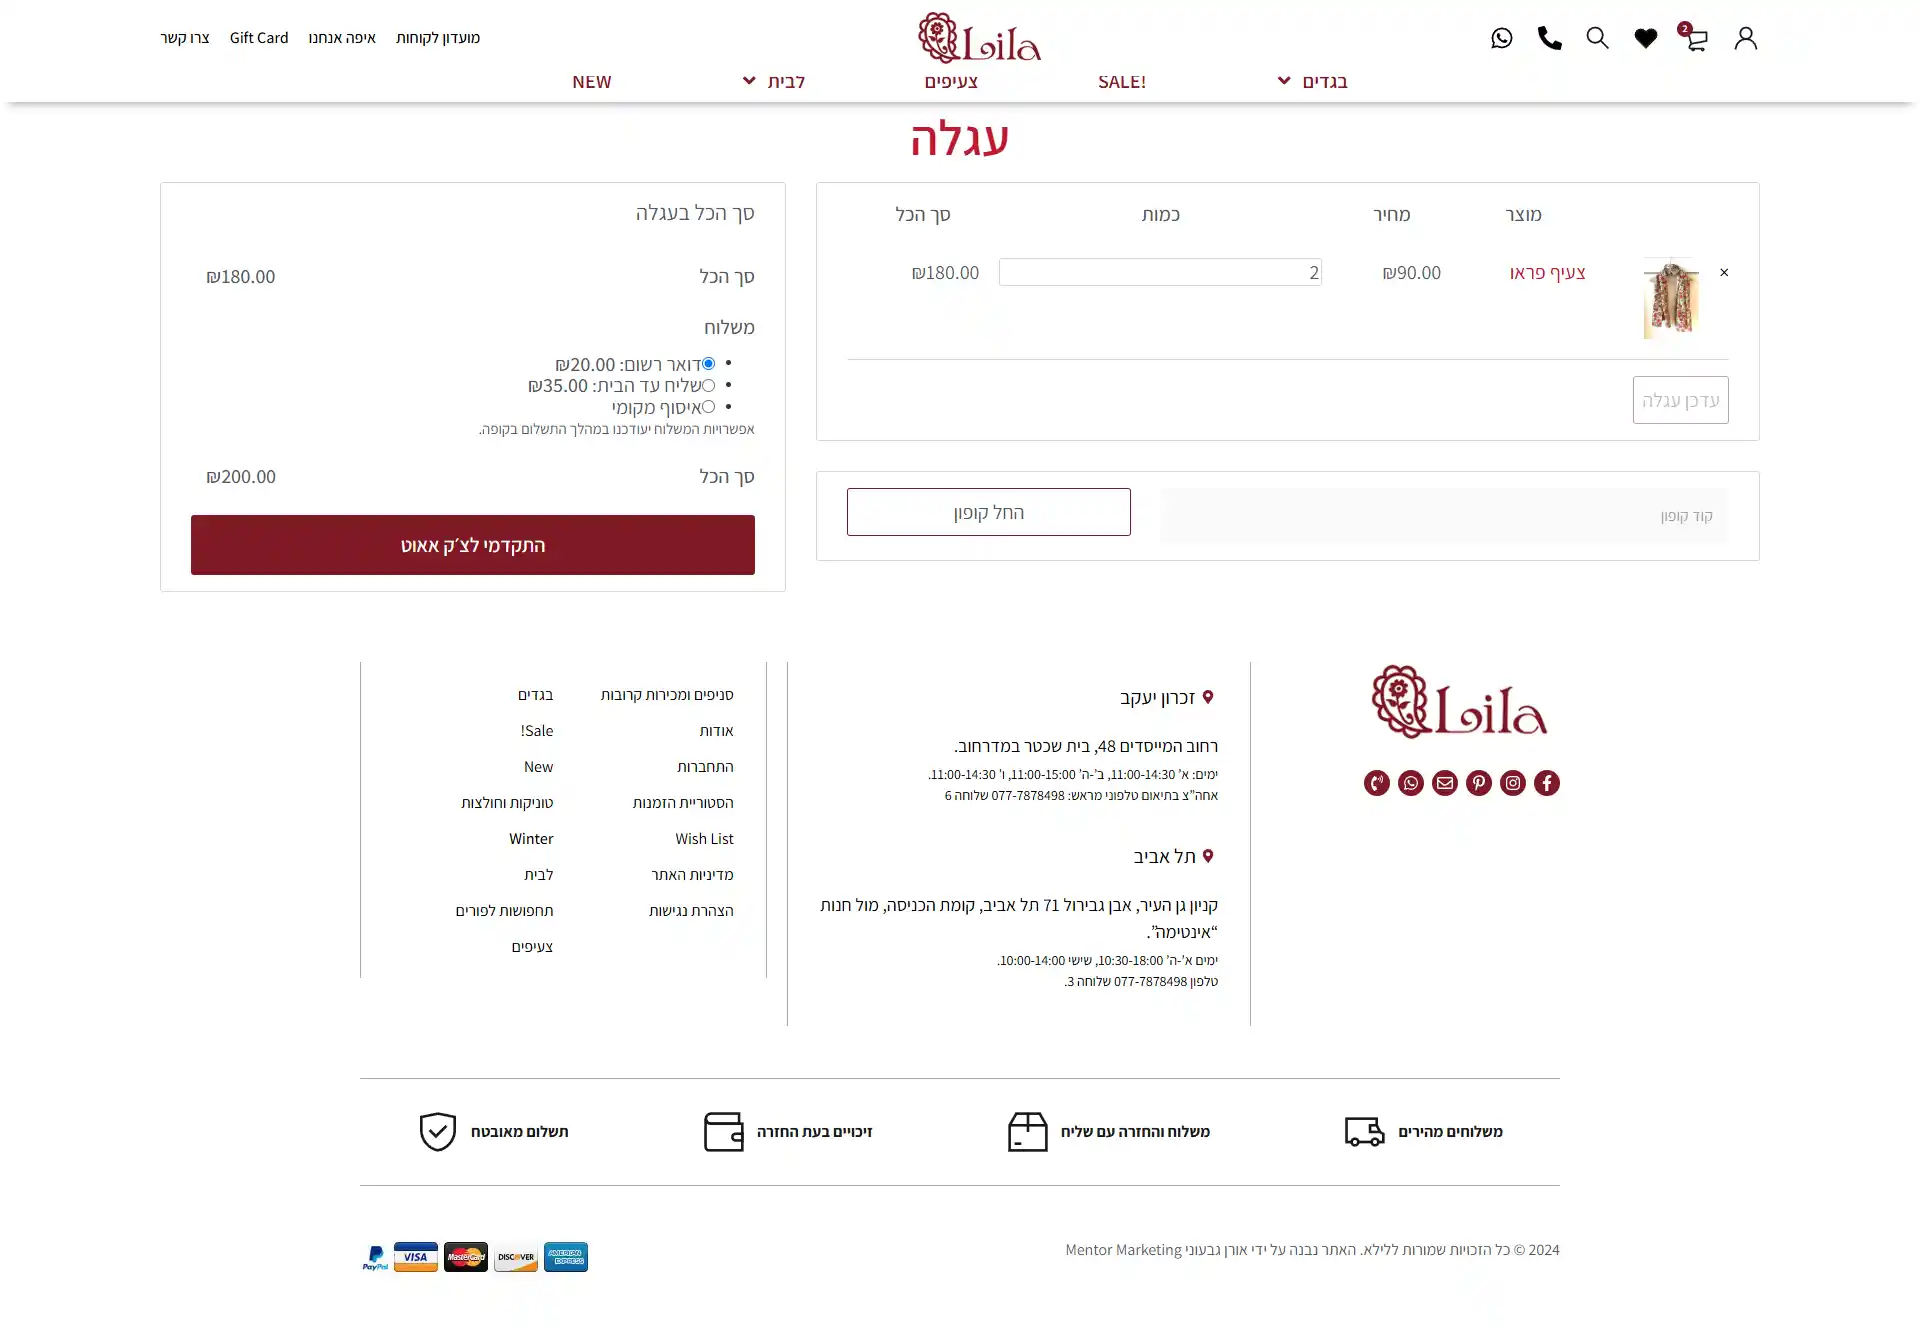 2
Lila
מועדון לקוחות
איפה אנחנו
Gift Card
צרו קשר
בגדים
SALE!
צעיפים
לבית
NEW
עגלה
מוצר מחיר כמות סך הכל
× צעיף פראו ₪90.00 2 ₪180.00
עדכן עגלה
קוד קופון
החל קופון
סך הכל בעגלה
סך הכל ₪180.00
משלוח
• דואר רשום: ₪20.00
• שליח עד הבית: ₪35.00
• איסוף מקומי
אפשרויות המשלוח יעודכנו במהלך התשלום בקופה.
סך הכל ₪200.00
התקדמי לצ׳ק אאוט
Lila
זכרון יעקב
רחוב המייסדים 48, בית שכטר במדרחוב.
ימים: א’ 11:00-14:30, ב’-ה’ 11:00-15:00, ו' 11:00-14:30.
אחה”צ בתיאום טלפוני מראש: 077-7878498 שלוחה 6
תל אביב
קניון גן העיר, אבן גבירול 71 תל אביב, קומת הכניסה, מול חנות
“אינטימה”.
ימים א’-ה’ 10:30-18:00, שישי 10:00-14:00.
טלפון 077-7878498 שלוחה 3.
סניפים ומכירות קרובות
אודות
התחברות
הסטוריית הזמנות
Wish List
מדיניות האתר
הצהרת נגישות
בגדים
Sale!
New
טוניקות וחולצות
Winter
לבית
תחפושות לפורים
צעיפים
משלוחים מהירים
משלוח והחזרה עם שליח
זיכויים בעת החזרה
תשלום מאובטח
2024 © כל הזכויות שמורות ללילא. האתר נבנה על ידי אורן גבעוני Mentor Marketing
PayPal
VISA
MasterCard
DISCOVER
AMERICAN
EXPRESS